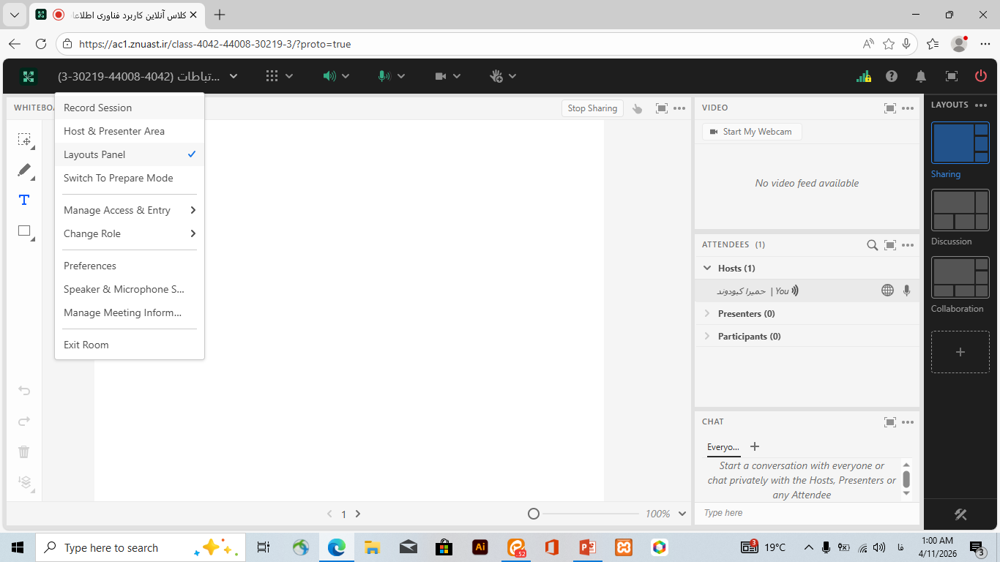 کلاس آنلاین کاربرد فناوری اطلاعا
https://ac1.znuast.ir/class-4042-44008-30219-3/?proto=true
...تباطات (4042-44008-30219-3)
WHITEBOA
Stop Sharing
Record Session
Host & Presenter Area
Layouts Panel
Switch To Prepare Mode
Manage Access & Entry
Change Role
Preferences
Speaker & Microphone S...
Manage Meeting Inform...
Exit Room
1
100%
VIDEO
Start My Webcam
No video feed available
ATTENDEES (1)
Hosts (1)
حمیرا کبودوند | You
Presenters (0)
Participants (0)
CHAT
Everyo...
Start a conversation with everyone or
chat privately with the Hosts, Presenters or
any Attendee
Type here
LAYOUTS
Sharing
Discussion
Collaboration
Type here to search
Ai
52
3
19°C
فا
1:00 AM
4/11/2026
3